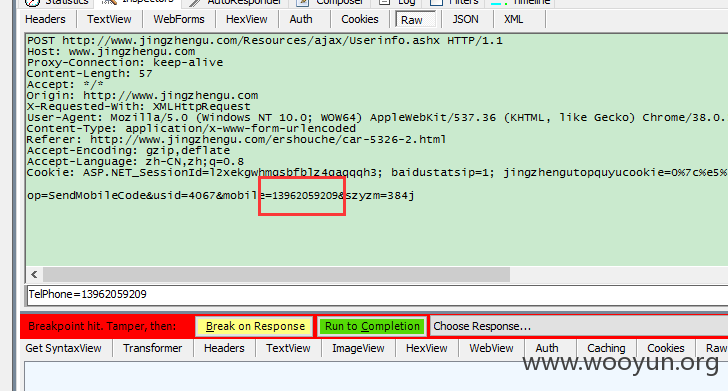 Statistics Inspectors AutoResponder Composer Log Filters Timeline
Headers TextView WebForms HexView Auth Cookies Raw JSON XML
POST http://www.jingzhengu.com/Resources/ajax/Userinfo.ashx HTTP/1.1
Host: www.jingzhengu.com
Proxy-Connection: keep-alive
Content-Length: 57
Accept: */*
Origin: http://www.jingzhengu.com
X-Requested-With: XMLHttpRequest
User-Agent: Mozilla/5.0 (Windows NT 10.0; WOW64) AppleWebKit/537.36 (KHTML, like Gecko) Chrome/38.0.
Content-Type: application/x-www-form-urlencoded
Referer: http://www.jingzhengu.com/ershouche/car-5326-2.html
Accept-Encoding: gzip,deflate
Accept-Language: zh-CN,zh;q=0.8
Cookie: ASP.NET_SessionId=l2xekgwhmqsbfblz4gaqqqh3; baidustatsip=1; jingzhengutopquyucookie=0%7c%e5%
op=SendMobileCode&usid=4067&mobile=13962059209&szyzm=384j
TelPhone=13962059209
Breakpoint hit. Tamper, then: Break on Response Run to Completion Choose Response...
Get SyntaxView Transformer Headers TextView ImageView HexView WebView Auth Caching Cookies Raw
www.wooyun.org